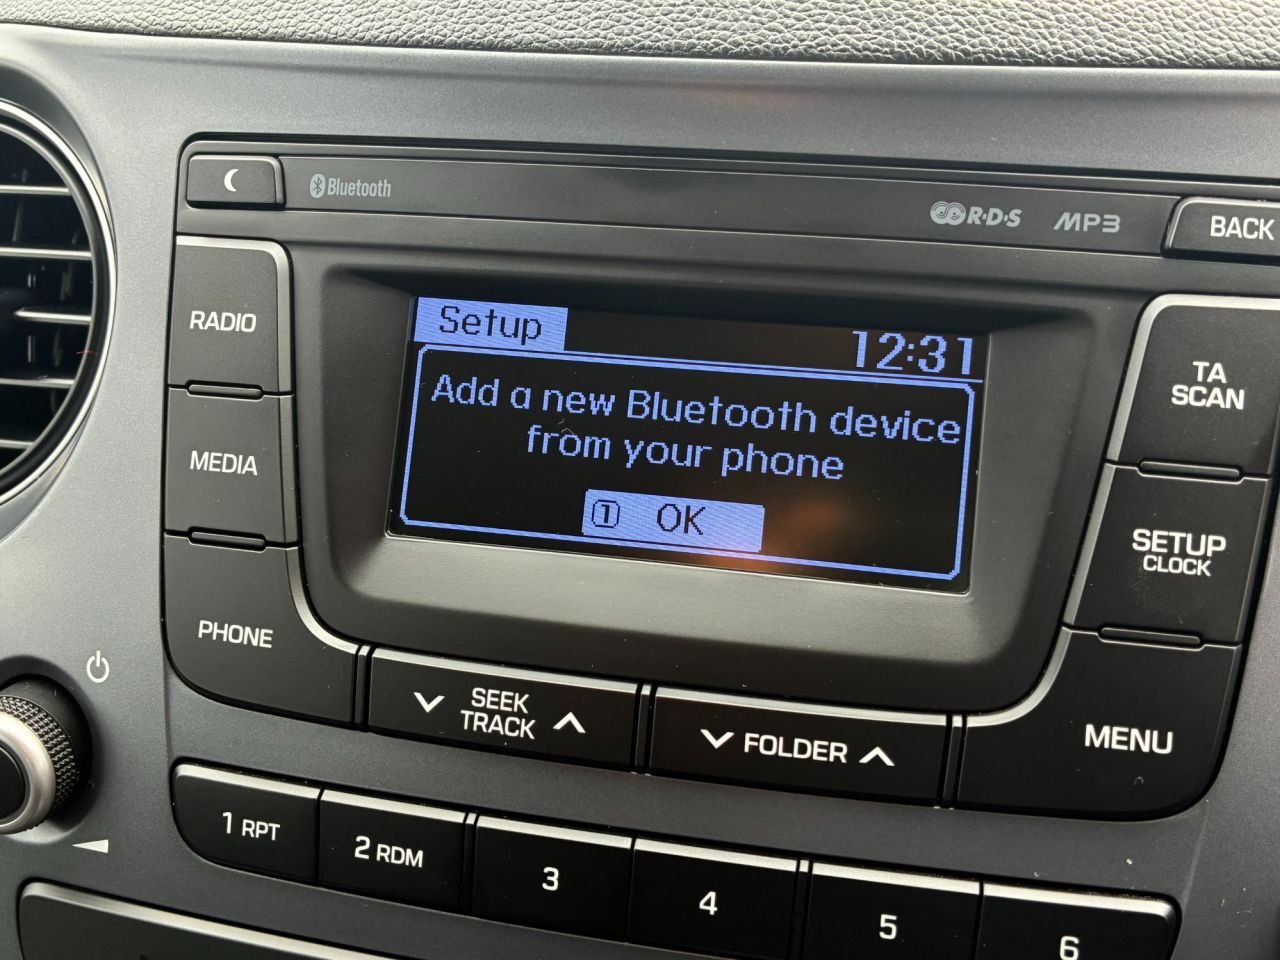 Bluetooth
R·D·S
MP3
BACK
RADIO
MEDIA
PHONE
Setup
12:31
Add a new Bluetooth device
from your phone
1 OK
TA
SCAN
SETUP
CLOCK
MENU
SEEK
TRACK
FOLDER
1 RPT
2 RDM
3
4
5
6